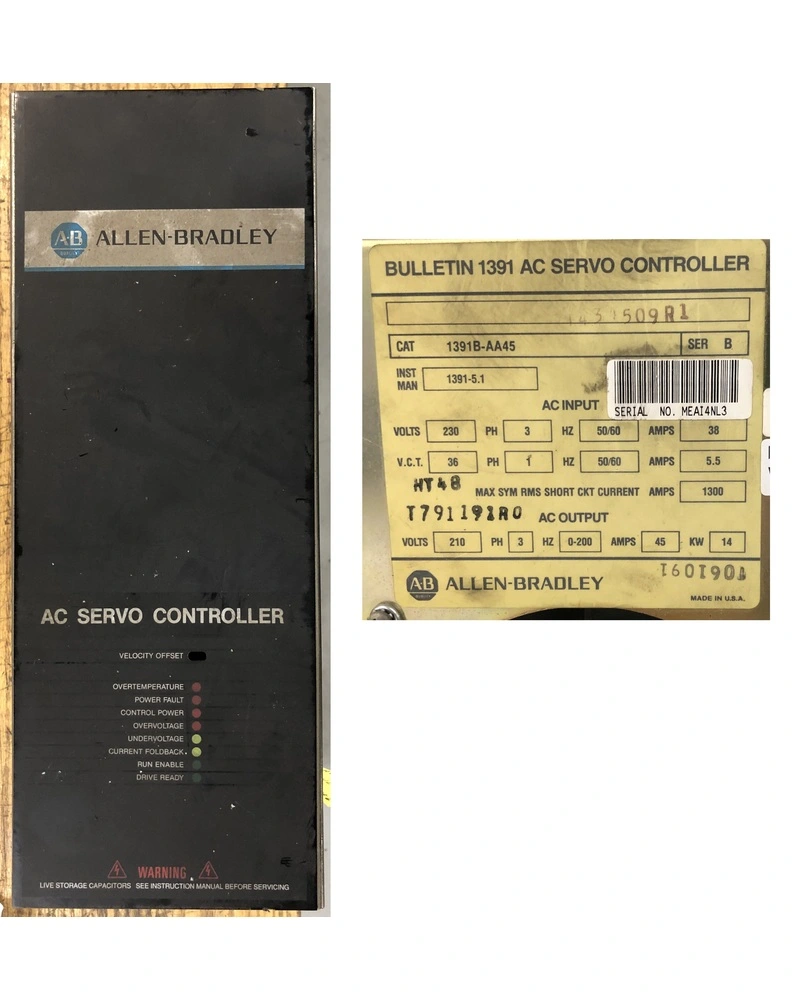 A-B
ALLEN-BRADLEY
AC SERVO CONTROLLER
VELOCITY OFFSET
OVERTEMPERATURE
POWER FAULT
CONTROL POWER
OVERVOLTAGE
UNDERVOLTAGE
CURRENT FOLDBACK
RUN ENABLE
DRIVE READY
WARNING
LIVE STORAGE CAPACITORS SEE INSTRUCTION MANUAL BEFORE SERVICING
BULLETIN 1391 AC SERVO CONTROLLER
CAT 1391B-AA45 SER B
INST MAN 1391-5.1
SERIAL NO. MEAI4NL3
AC INPUT
VOLTS 230 PH 3 HZ 50/60 AMPS 38
V.C.T. 36 PH 1 HZ 50/60 AMPS 5.5
HT48
MAX SYM RMS SHORT CKT CURRENT AMPS 1300
T791191R0
AC OUTPUT
VOLTS 210 PH 3 HZ 0-200 AMPS 45 KW 14
T061091
A-B ALLEN-BRADLEY
MADE IN U.S.A.